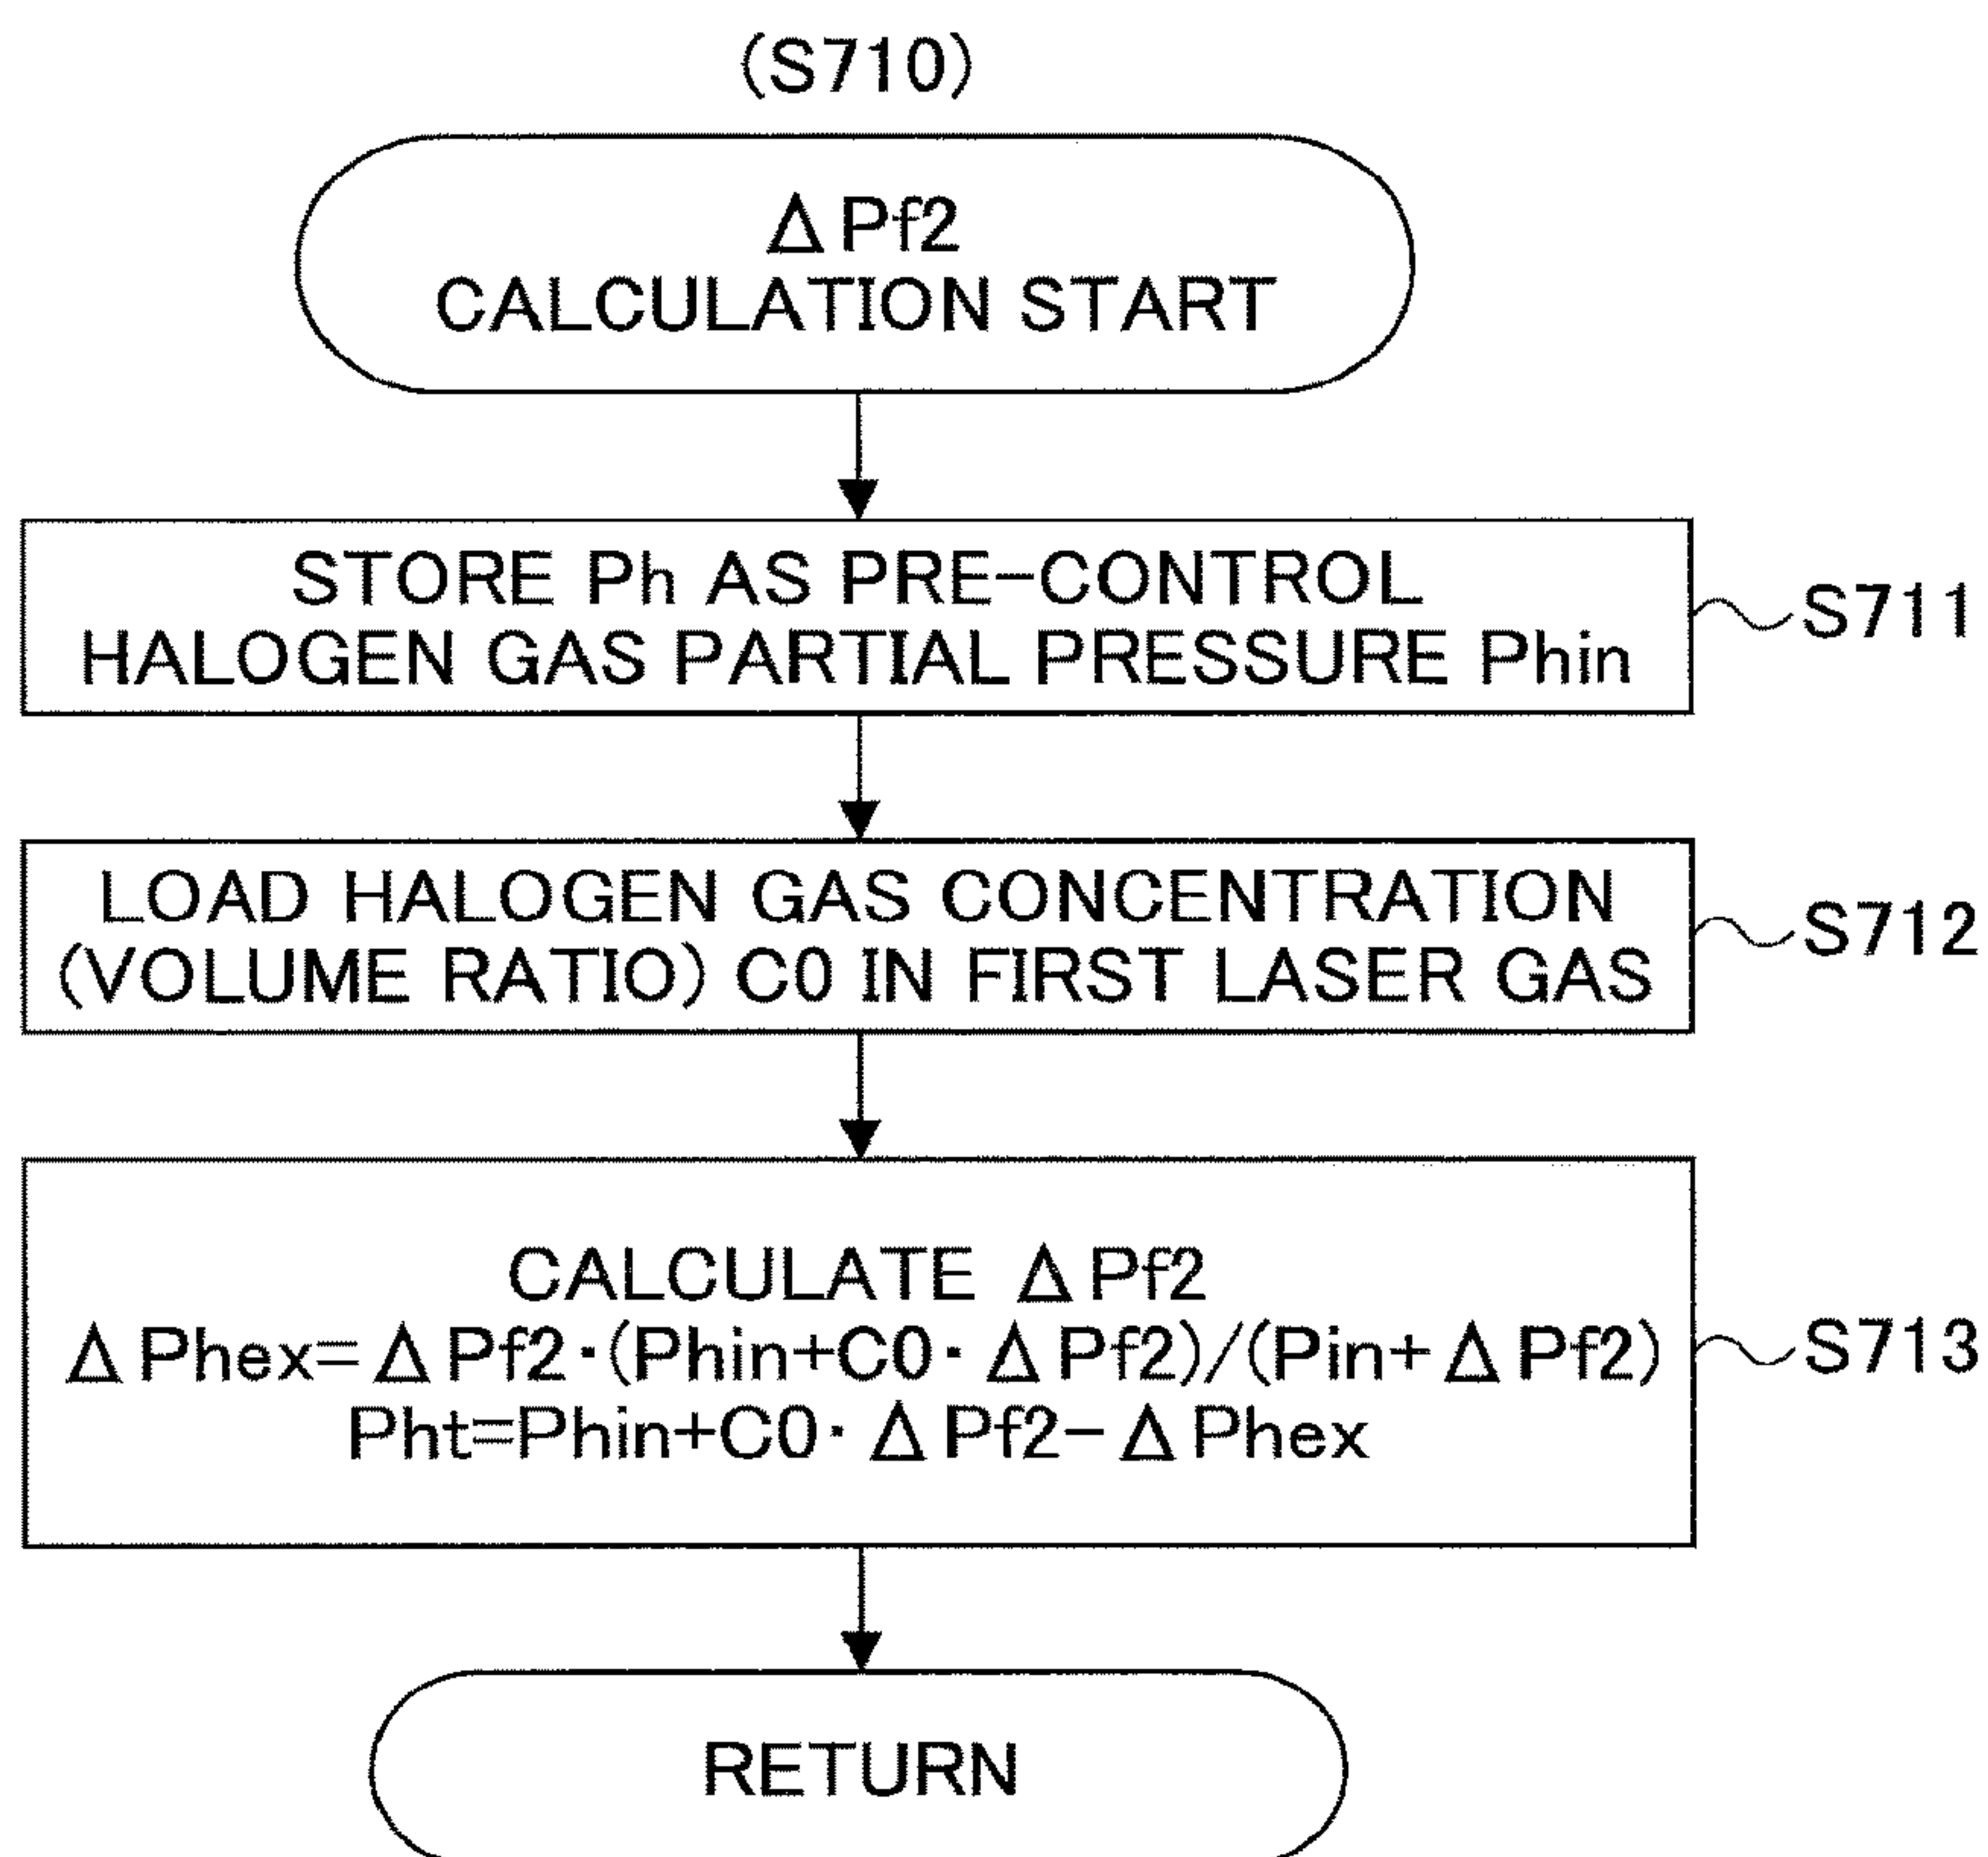 (S710)
ΔPf2
CALCULATION START
STORE Ph AS PRE-CONTROL
HALOGEN GAS PARTIAL PRESSURE Phin
S711
LOAD HALOGEN GAS CONCENTRATION
(VOLUME RATIO) C0 IN FIRST LASER GAS
S712
CALCULATE ΔPf2
ΔPhex=ΔPf2·(Phin+C0·ΔPf2)/(Pin+ΔPf2)
Pht=Phin+C0·ΔPf2-ΔPhex
S713
RETURN